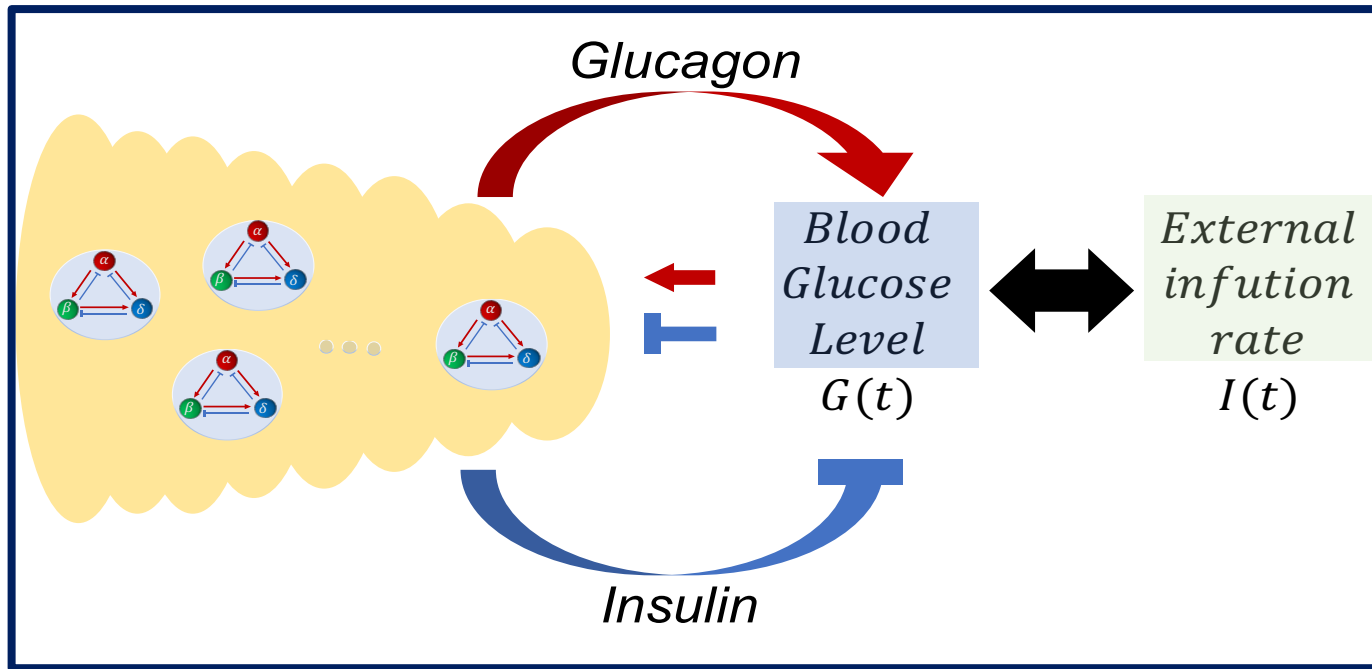 Glucagon
α
β
δ
α
β
δ
α
β
δ
α
β
δ
Blood
Glucose
Level
G(t)
External
infution
rate
I(t)
Insulin